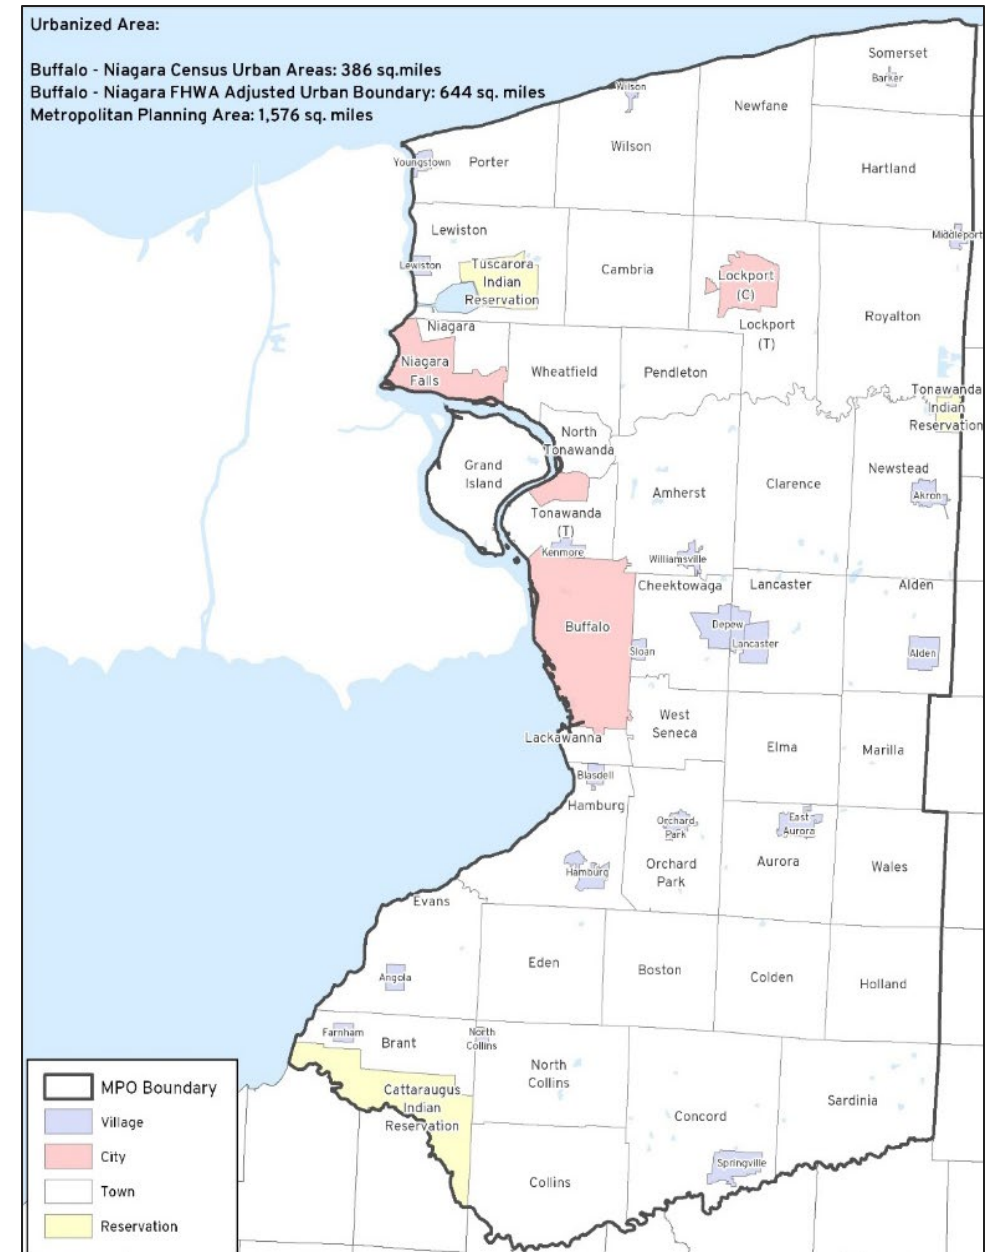 Urbanized Area:
Buffalo - Niagara Census Urban Areas: 386 sq.miles
Buffalo - Niagara FHWA Adjusted Urban Boundary: 644 sq. miles
Metropolitan Planning Area: 1,576 sq. miles
Somerset
Barker
Wilson
Newfane
Wilson
Youngstown
Porter
Hartland
Lewiston
Middleport
Lewiston
Tuscarora
Indian
Reservation
Cambria
Lockport
(C)
Royalton
Niagara
Lockport
(T)
Niagara
Falls
Wheatfield
Pendleton
Tonawanda
Indian
Reservation
North
Tonawanda
Grand
Island
Amherst
Clarence
Newstead
Akron
Tonawanda
(T)
Kenmore
Williamsville
Cheektowaga
Lancaster
Alden
Buffalo
Depew
Lancaster
Sloan
Alden
West
Seneca
Lackawanna
Elma
Marilla
Blasdell
Hamburg
Orchard
Park
East
Aurora
Hamburg
Orchard
Park
Aurora
Wales
Evans
Eden
Boston
Colden
Holland
Angola
Farnham
Brant
North
Collins
North
Collins
Cattaraugus
Indian
Reservation
Concord
Sardinia
Springville
Collins
MPO Boundary
Village
City
Town
Reservation